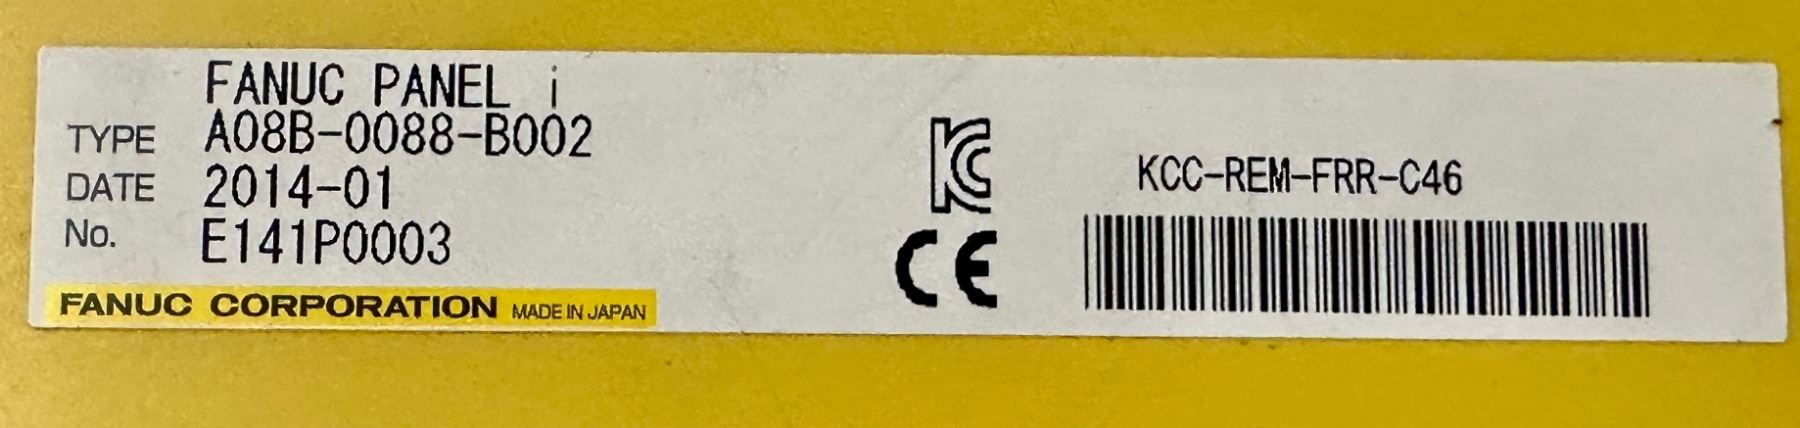 FANUC PANEL i
TYPE A08B-0088-B002
DATE 2014-01
No. E141P0003
FANUC CORPORATION MADE IN JAPAN
KC
CE
KCC-REM-FRR-C46